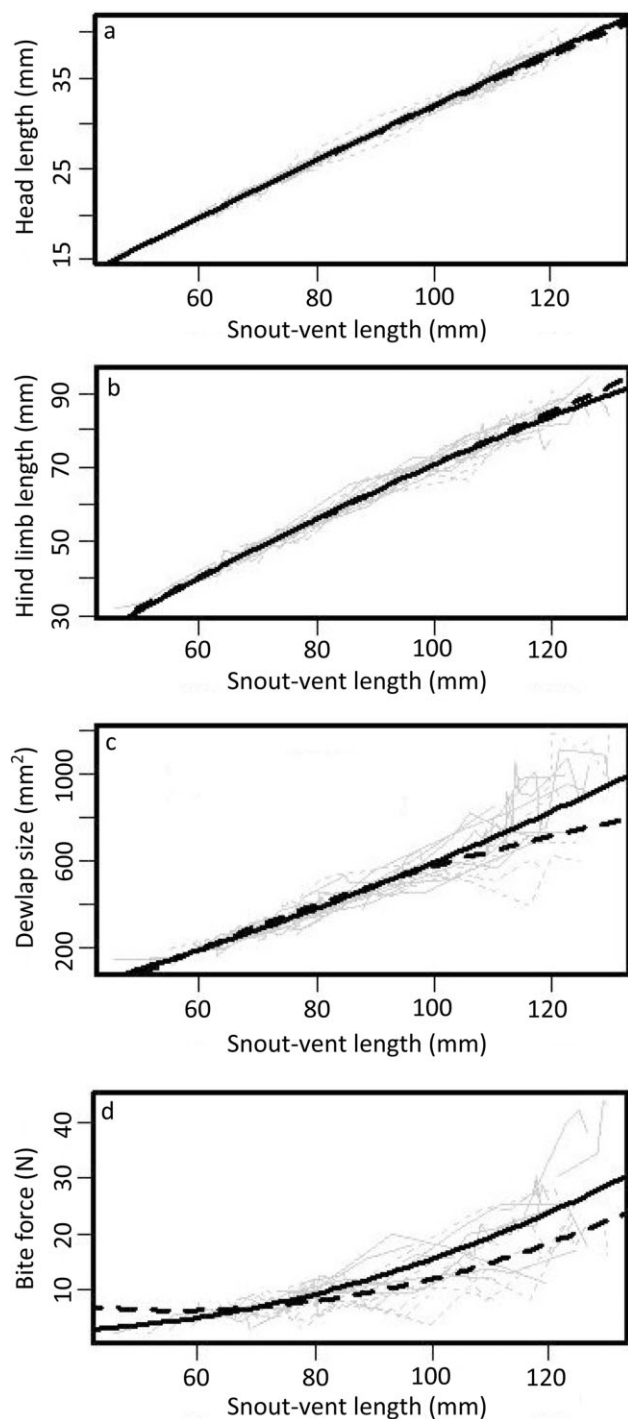 a
Head length (mm)
15
25
35
60
80
100
120
Snout-vent length (mm)
b
Hind limb length (mm)
30
50
70
90
60
80
100
120
Snout-vent length (mm)
c
Dewlap size (mm²)
200
600
1000
60
80
100
120
Snout-vent length (mm)
d
Bite force (N)
10
20
30
40
60
80
100
120
Snout-vent length (mm)